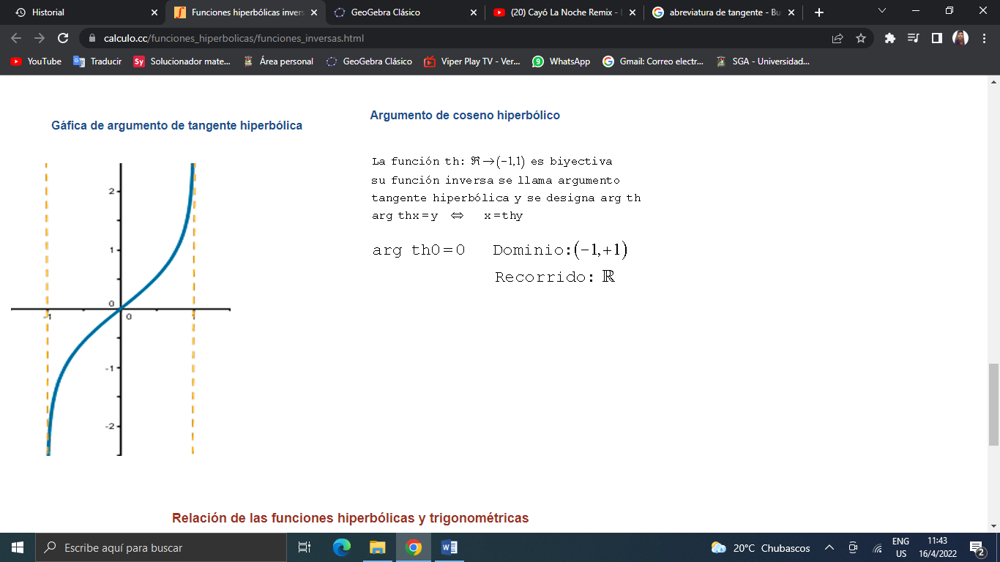 Historial
Funciones hiperbólicas invers
GeoGebra Clásico
(20) Cayó La Noche Remix -
abreviatura de tangente - Bu
calculo.cc/funciones_hiperbolicas/funciones_inversas.html
YouTube
Traducir
Sy Solucionador mate...
Área personal
GeoGebra Clásico
Viper Play TV - Ver...
9 WhatsApp
Gmail: Correo electr...
SGA - Universidad...
Gáfica de argumento de tangente hiperbólica
2
1
0
-1 0 1
-1
-2
Argumento de coseno hiperbólico
La función th: ℜ→(-1,1) es biyectiva
su función inversa se llama argumento
tangente hiperbólica y se designa arg th
arg thx=y ⇔ x=thy
arg th0=0 Dominio:(-1,+1)
Recorrido: ℝ
Relación de las funciones hiperbólicas y trigonométricas
Escribe aquí para buscar
20°C Chubascos
ENG
US
11:43
16/4/2022
2